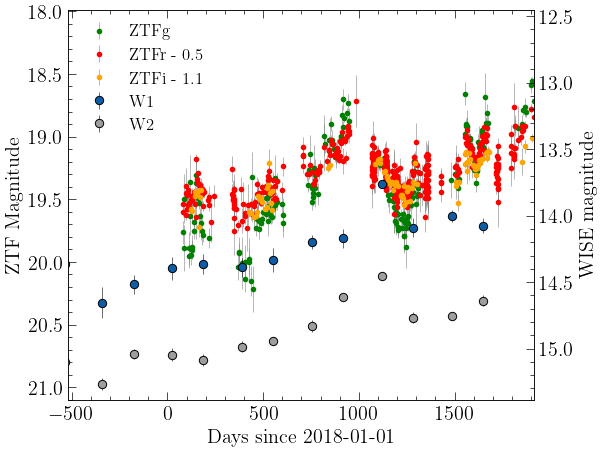 ZTFg
ZTFr - 0.5
ZTFi - 1.1
W1
W2
18.0
18.5
19.0
19.5
20.0
20.5
21.0
ZTF Magnitude
12.5
13.0
13.5
14.0
14.5
15.0
WISE magnitude
−500
0
500
1000
1500
Days since 2018-01-01